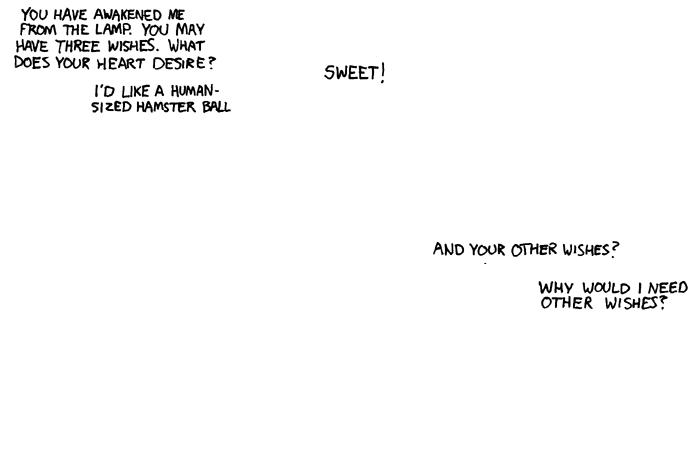 YOU HAVE AWAKENED ME
FROM THE LAMP. YOU MAY
HAVE THREE WISHES. WHAT
DOES YOUR HEART DESIRE?
I'D LIKE A HUMAN-
SIZED HAMSTER BALL
SWEET!
AND YOUR OTHER WISHES?
WHY WOULD I NEED
OTHER WISHES?